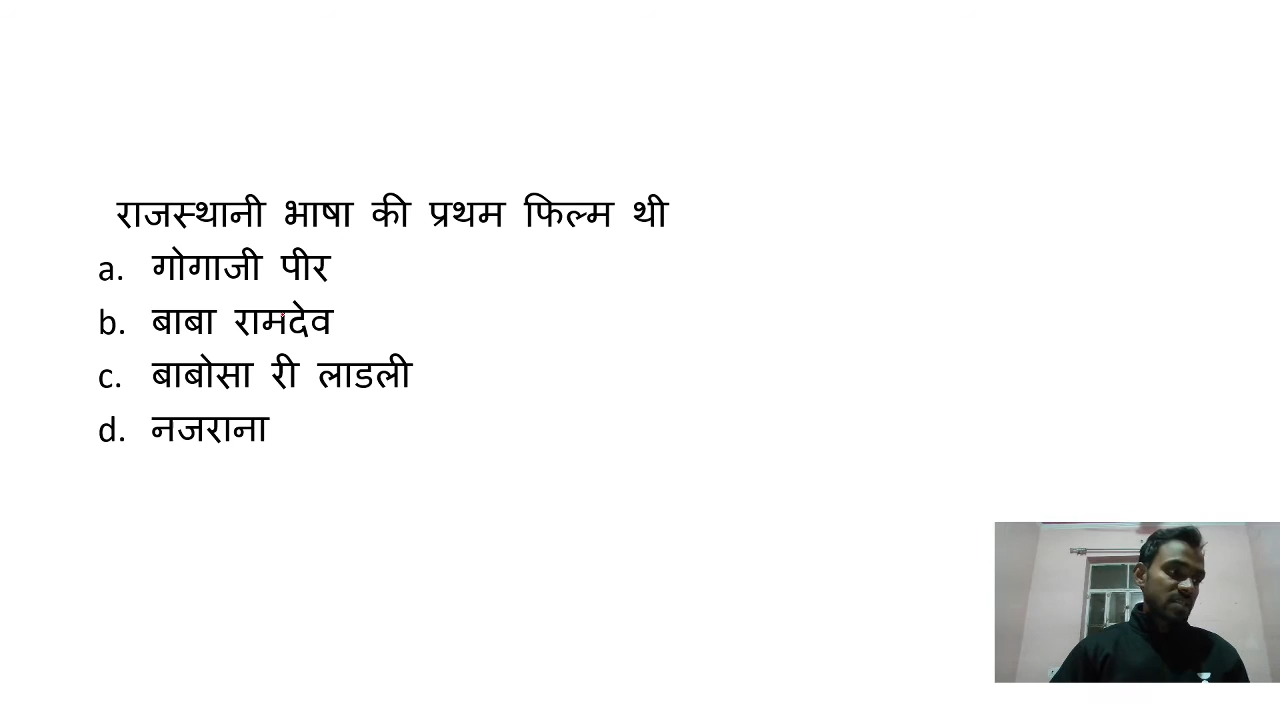 राजस्थानी भाषा की प्रथम फिल्म थी
a. गोगाजी पीर
b. बाबा रामदेव
c. बाबोसा री लाडली
d. नजराना